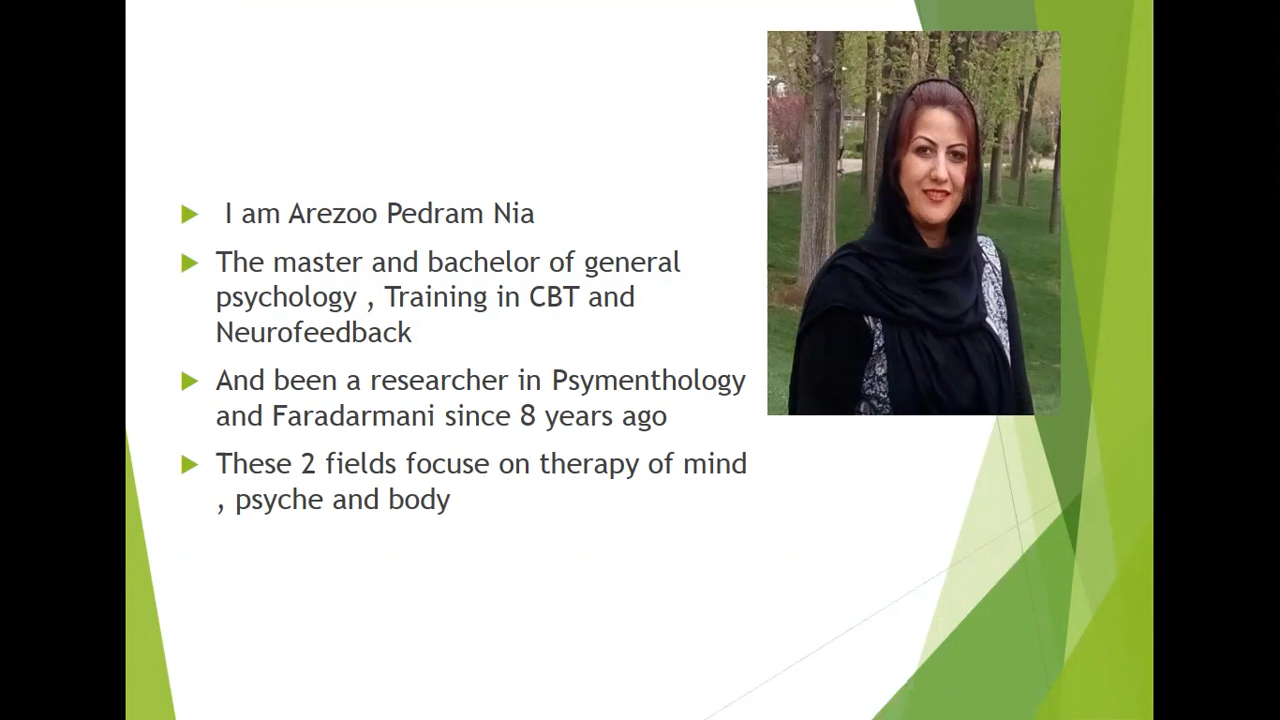 I am Arezoo Pedram Nia
The master and bachelor of general
psychology , Training in CBT and
Neurofeedback
And been a researcher in Psymenthology
and Faradarmani since 8 years ago
These 2 fields focuse on therapy of mind
, psyche and body